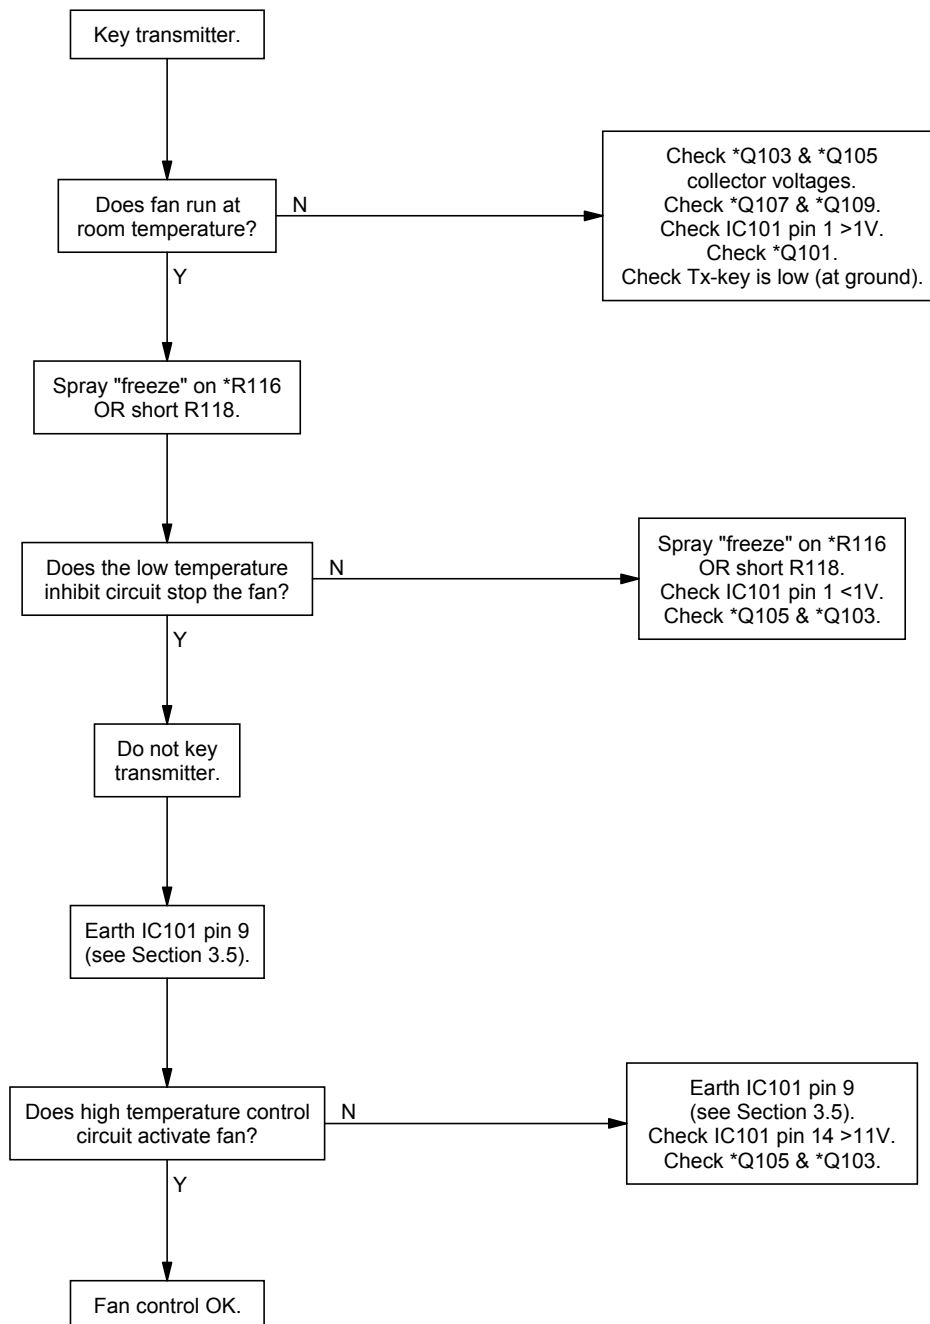 Key transmitter.
Does fan run at
room temperature?
N
Check *Q103 & *Q105
collector voltages.
Check *Q107 & *Q109.
Check IC101 pin 1 >1V.
Check *Q101.
Check Tx-key is low (at ground).
Y
Spray "freeze" on *R116
OR short R118.
Does the low temperature
inhibit circuit stop the fan?
N
Spray "freeze" on *R116
OR short R118.
Check IC101 pin 1 <1V.
Check *Q105 & *Q103.
Y
Do not key
transmitter.
Earth IC101 pin 9
(see Section 3.5).
Does high temperature control
circuit activate fan?
N
Earth IC101 pin 9
(see Section 3.5).
Check IC101 pin 14 >11V.
Check *Q105 & *Q103.
Y
Fan control OK.